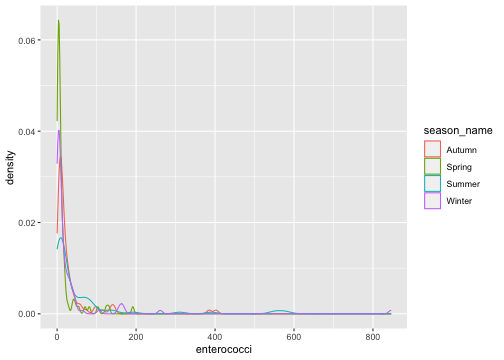 0.06
0.04
0.02
0.00
density
0
200
400
600
800
enterococci
season_name
Autumn
Spring
Summer
Winter